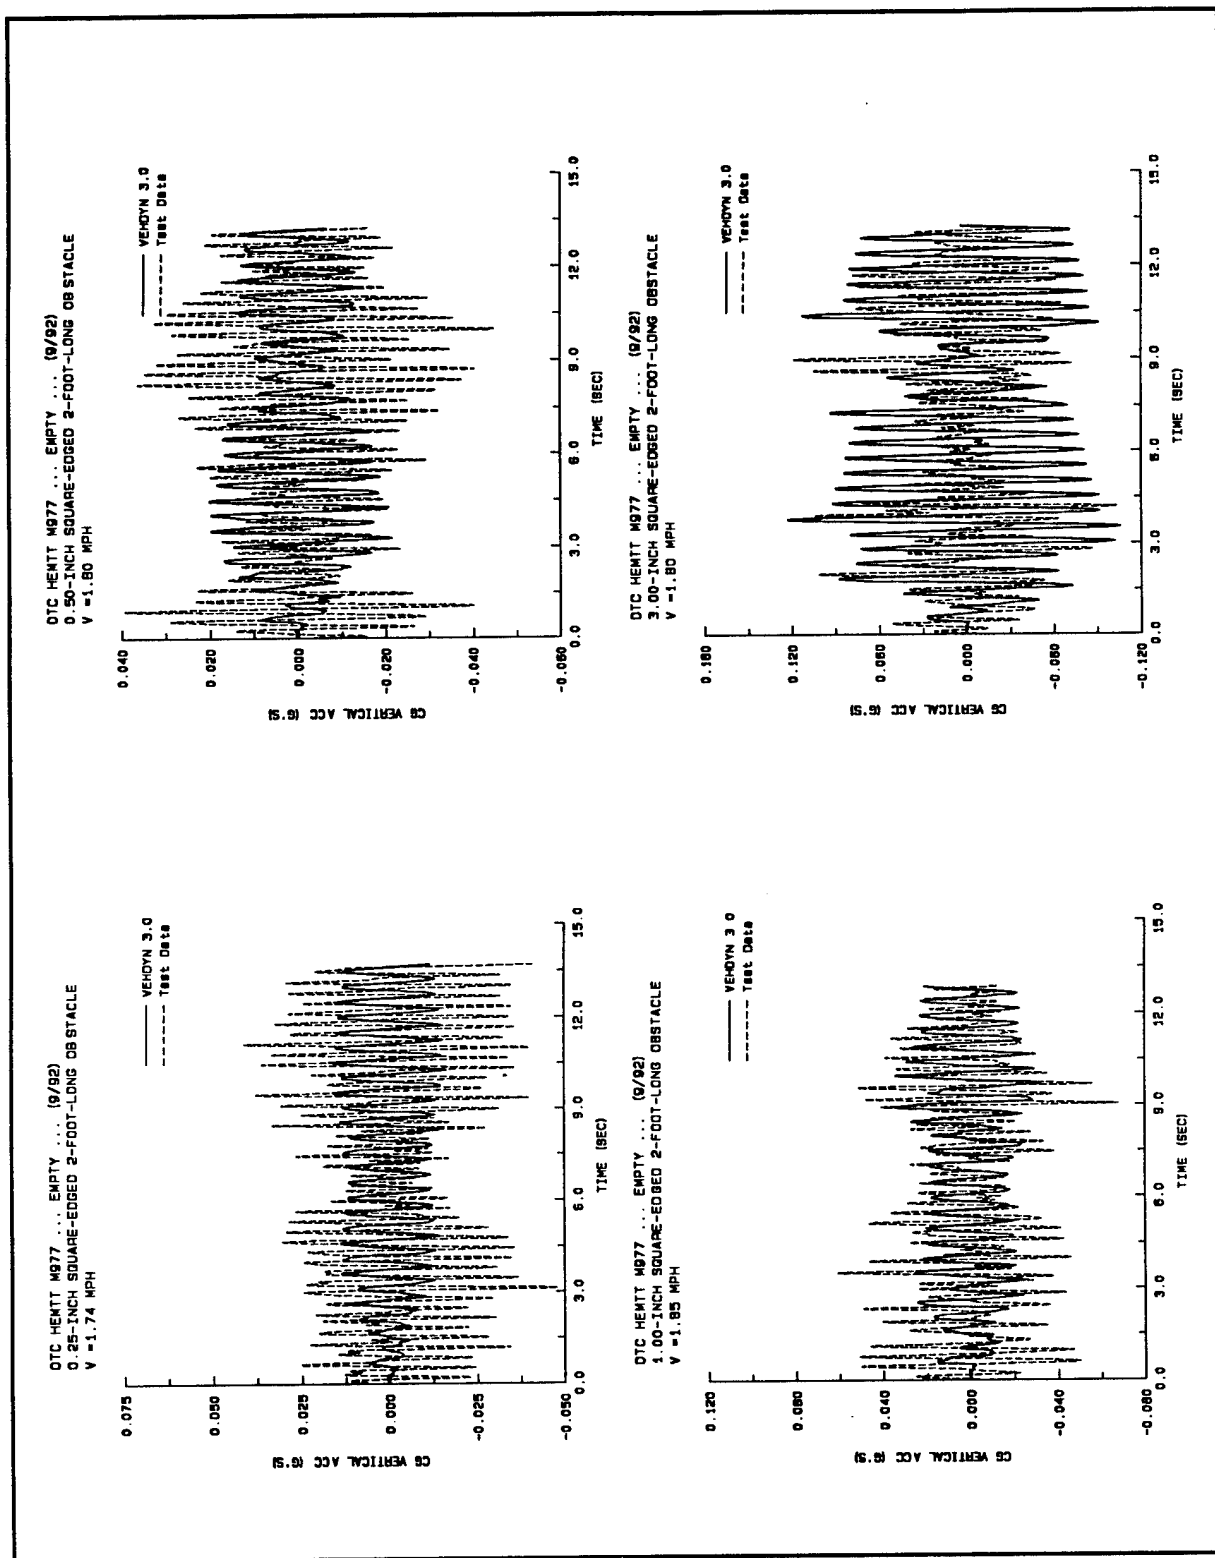 DTC HEMTT M977 ... EMPTY ... (9/92)
0.25-INCH SQUARE-EDGED 2-FOOT-LONG OBSTACLE
V =1.74 MPH
VEHDYN 3.0
Test Data
0.075
0.050
0.025
0.000
-0.025
-0.050
CG VERTICAL ACC (G'S)
0.0 3.0 6.0 9.0 12.0 15.0
TIME (SEC)
DTC HEMTT M977 ... EMPTY ... (9/92)
0.50-INCH SQUARE-EDGED 2-FOOT-LONG OBSTACLE
V =1.80 MPH
VEHDYN 3.0
Test Data
0.040
0.020
0.000
-0.020
-0.040
-0.060
CG VERTICAL ACC (G'S)
0.0 3.0 6.0 9.0 12.0 15.0
TIME (SEC)
DTC HEMTT M977 ... EMPTY ... (9/92)
1.00-INCH SQUARE-EDGED 2-FOOT-LONG OBSTACLE
V =1.85 MPH
VEHDYN 3 0
Test Data
0.120
0.080
0.040
0.000
-0.040
-0.080
CG VERTICAL ACC (G'S)
0.0 3.0 6.0 9.0 12.0 15.0
TIME (SEC)
DTC HEMTT M977 ... EMPTY ... (9/92)
3.00-INCH SQUARE-EDGED 2-FOOT-LONG OBSTACLE
V =1.80 MPH
VEHDYN 3.0
Test Data
0.180
0.120
0.060
0.000
-0.060
-0.120
CG VERTICAL ACC (G'S)
0.0 3.0 6.0 9.0 12.0 15.0
TIME (SEC)